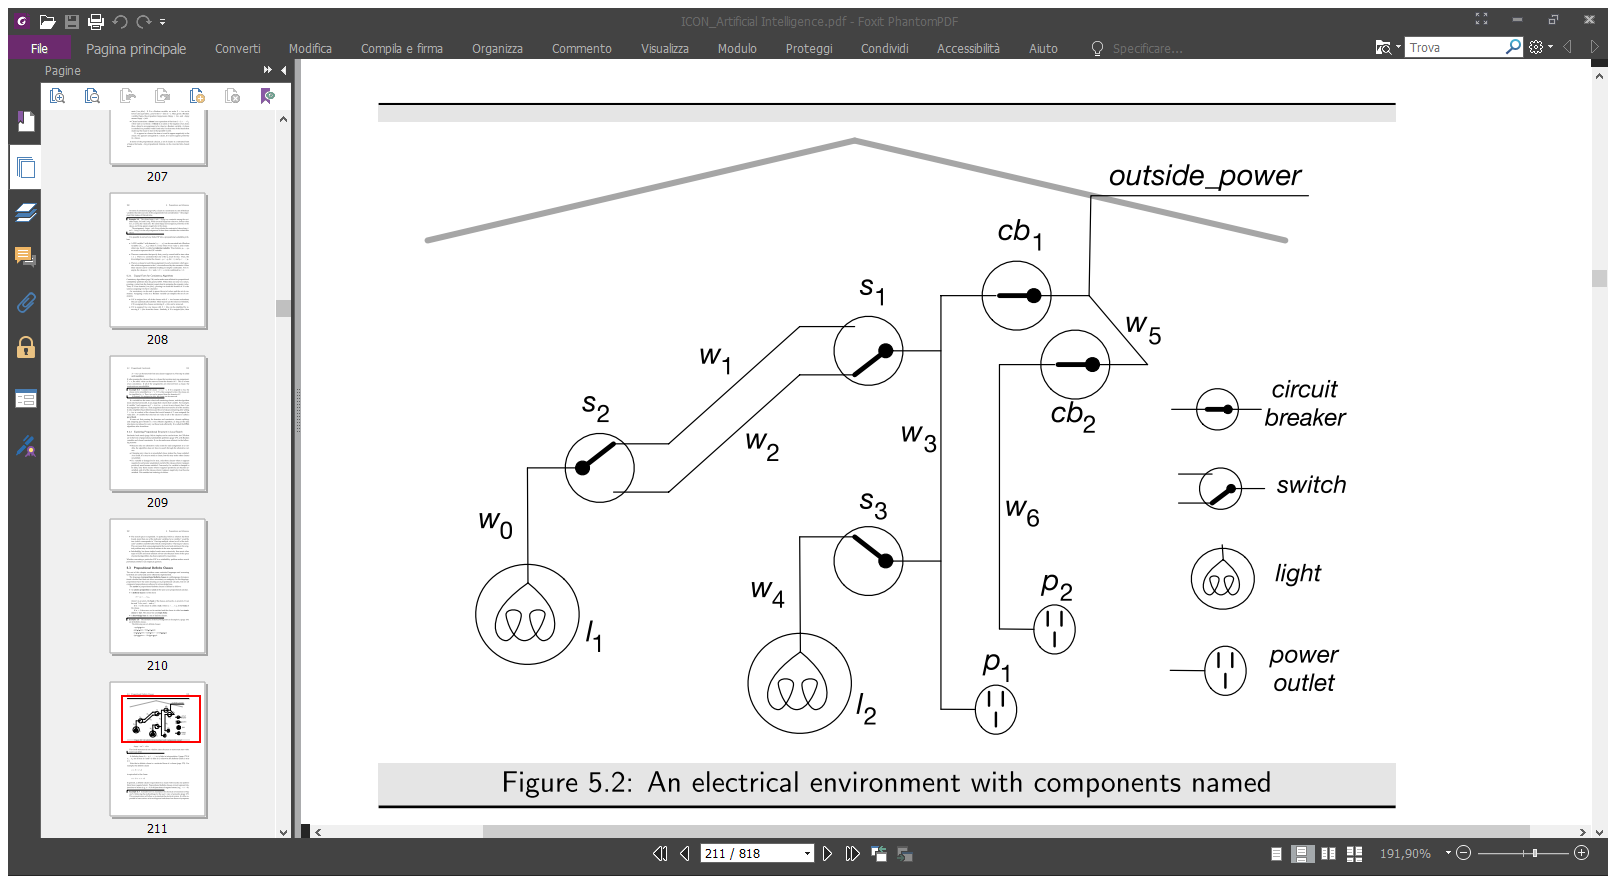 ICON_Artificial Intelligence.pdf - Foxit PhantomPDF
File Pagina principale Converti Modifica Compila e firma Organizza Commento Visualizza Modulo Proteggi Condividi Accessibilità Aiuto Specificare... Trova
Pagine
207
208
209
210
211
outside_power
cb1
s1
w5
w1
cb2
s2
w2
w3
circuit
breaker
switch
s3
w6
w0
light
w4
p2
l1
p1
power
outlet
l2
Figure 5.2: An electrical environment with components named
211 / 818
191,90%